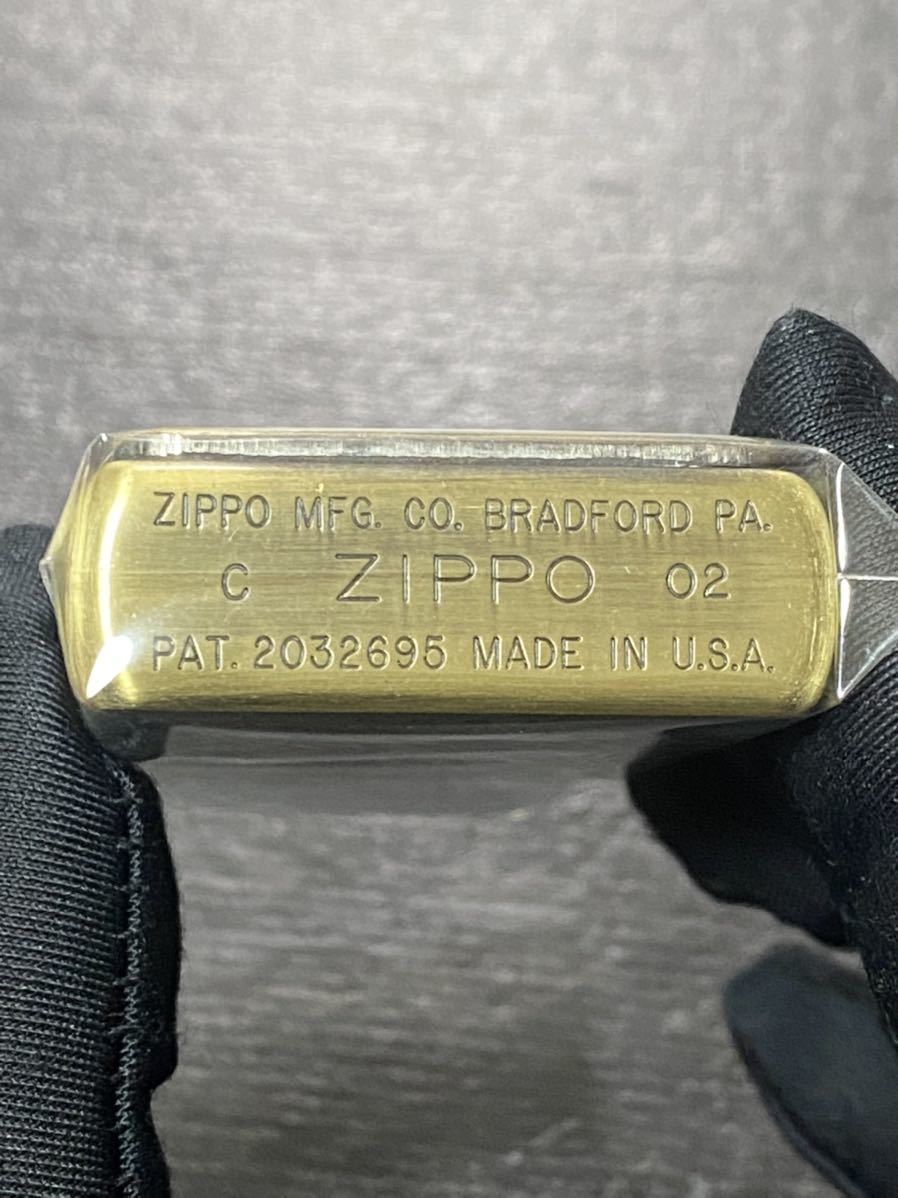 ZIPPO MFG. CO. BRADFORD PA.
C ZIPPO 02
PAT. 2032695 MADE IN U.S.A.